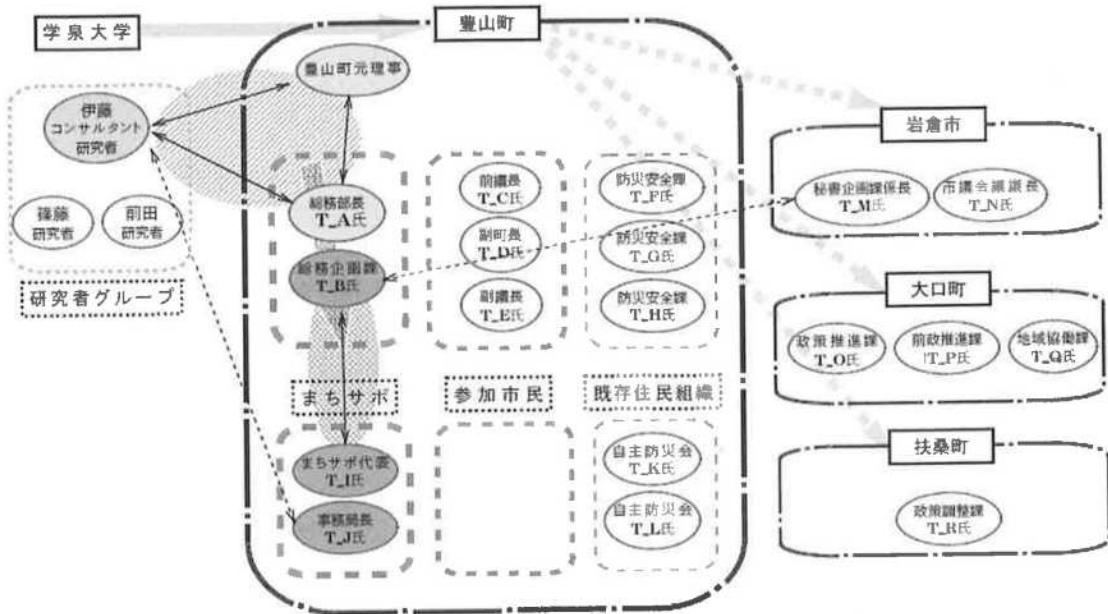 学泉大学
豊山町
豊山町元理事
伊藤
コンサルタント
研究者
篠藤
研究者
前田
研究者
研究者グループ
総務部長
T_A氏
総務企画課
T_B氏
前議長
T_C氏
副町長
T_D氏
副議長
T_E氏
防災安全課
T_F氏
防災安全課
T_G氏
防災安全課
T_H氏
まちサポ
参加市民
既存住民組織
まちサポ代表
T_I氏
事務局長
T_J氏
自主防災会
T_K氏
自主防災会
T_L氏
岩倉市
秘書企画課係長
T_M氏
市議会議長
T_N氏
大口町
政策推進課
T_O氏
前政推進課
T_P氏
地域協働課
T_Q氏
扶桑町
政策調整課
T_R氏